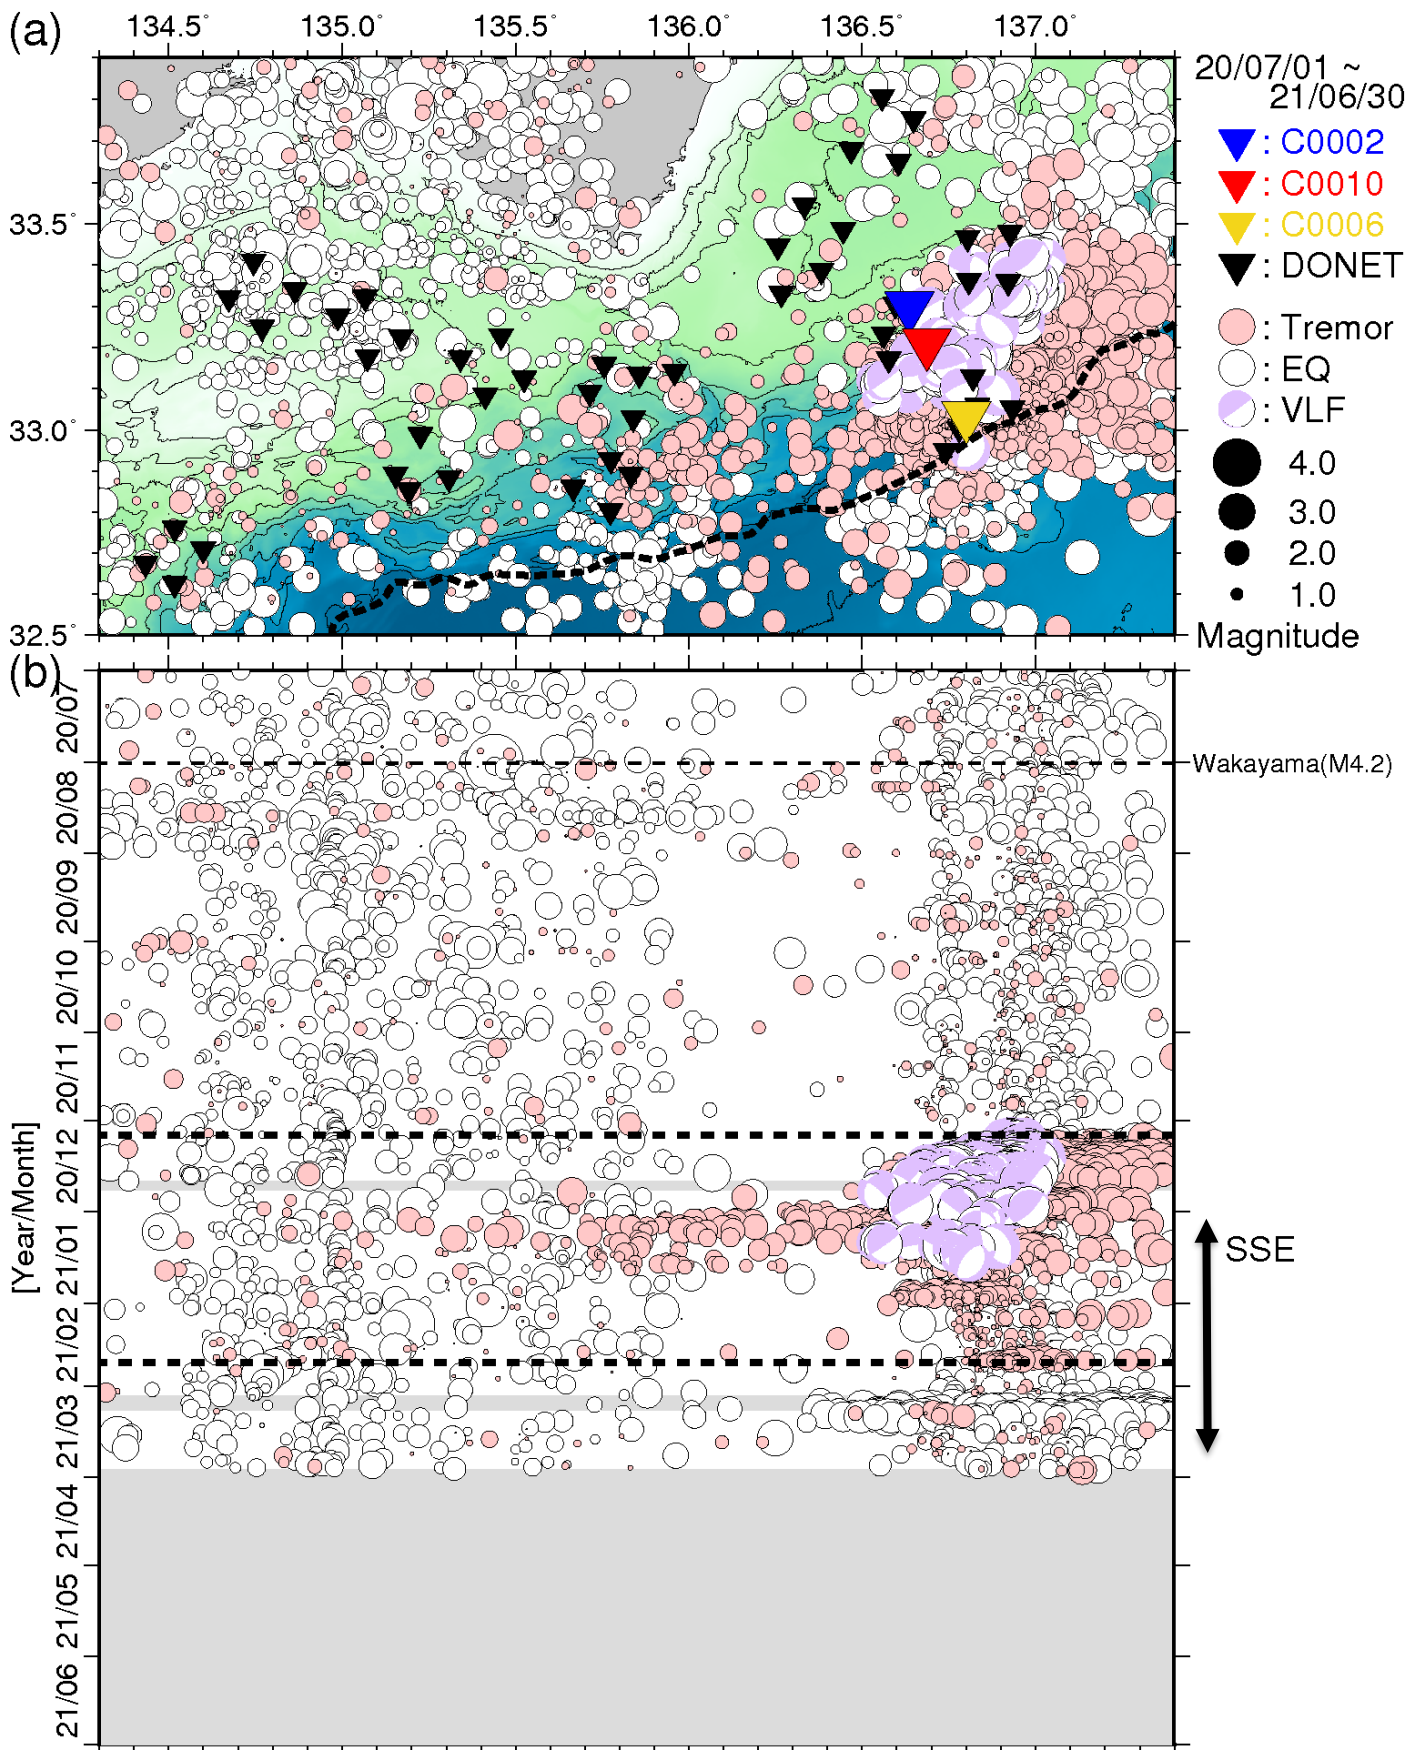 (a)
134.5° 135.0° 135.5° 136.0° 136.5° 137.0°
33.5°
33.0°
32.5°
20/07/01 ~
21/06/30
: C0002
: C0010
: C0006
: DONET
: Tremor
: EQ
: VLF
4.0
3.0
2.0
1.0
Magnitude
(b)
[Year/Month]
20/07
20/08
20/09
20/10
20/11
20/12
21/01
21/02
21/03
21/04
21/05
21/06
Wakayama(M4.2)
SSE